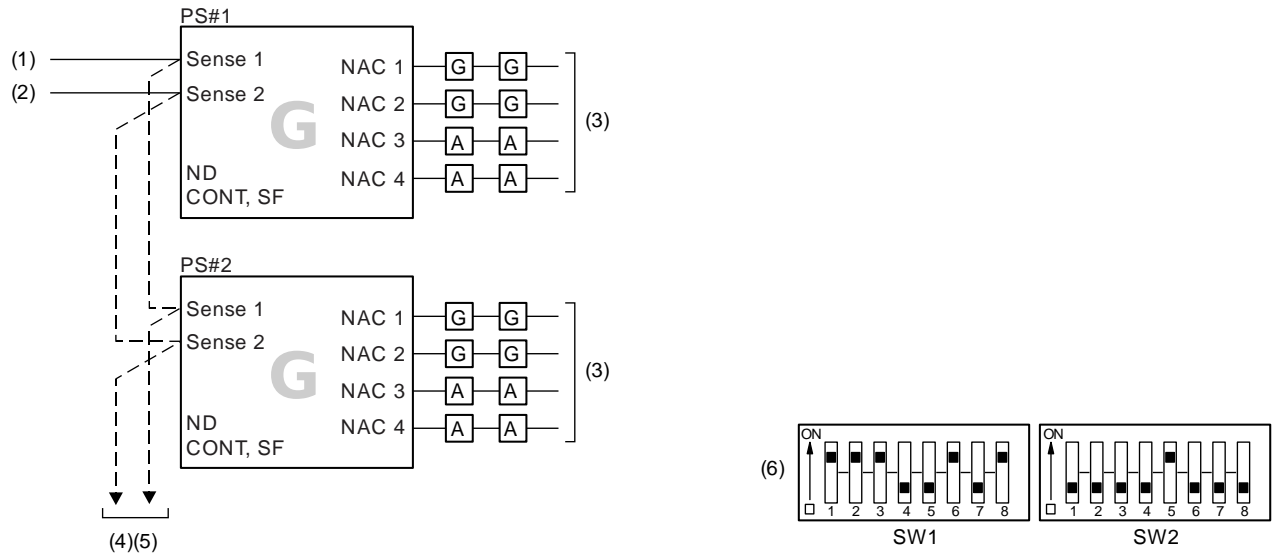 PS#1
(1) Sense 1
NAC 1 G G
(2) Sense 2
NAC 2 G G
G
(3)
NAC 3 A A
ND
NAC 4 A A
CONT, SF
PS#2
Sense 1
NAC 1 G G
Sense 2
NAC 2 G G
G
(3)
NAC 3 A A
ND
NAC 4 A A
CONT, SF
(4)(5)
(6)
ON
1 2 3 4 5 6 7 8
SW1
ON
1 2 3 4 5 6 7 8
SW2